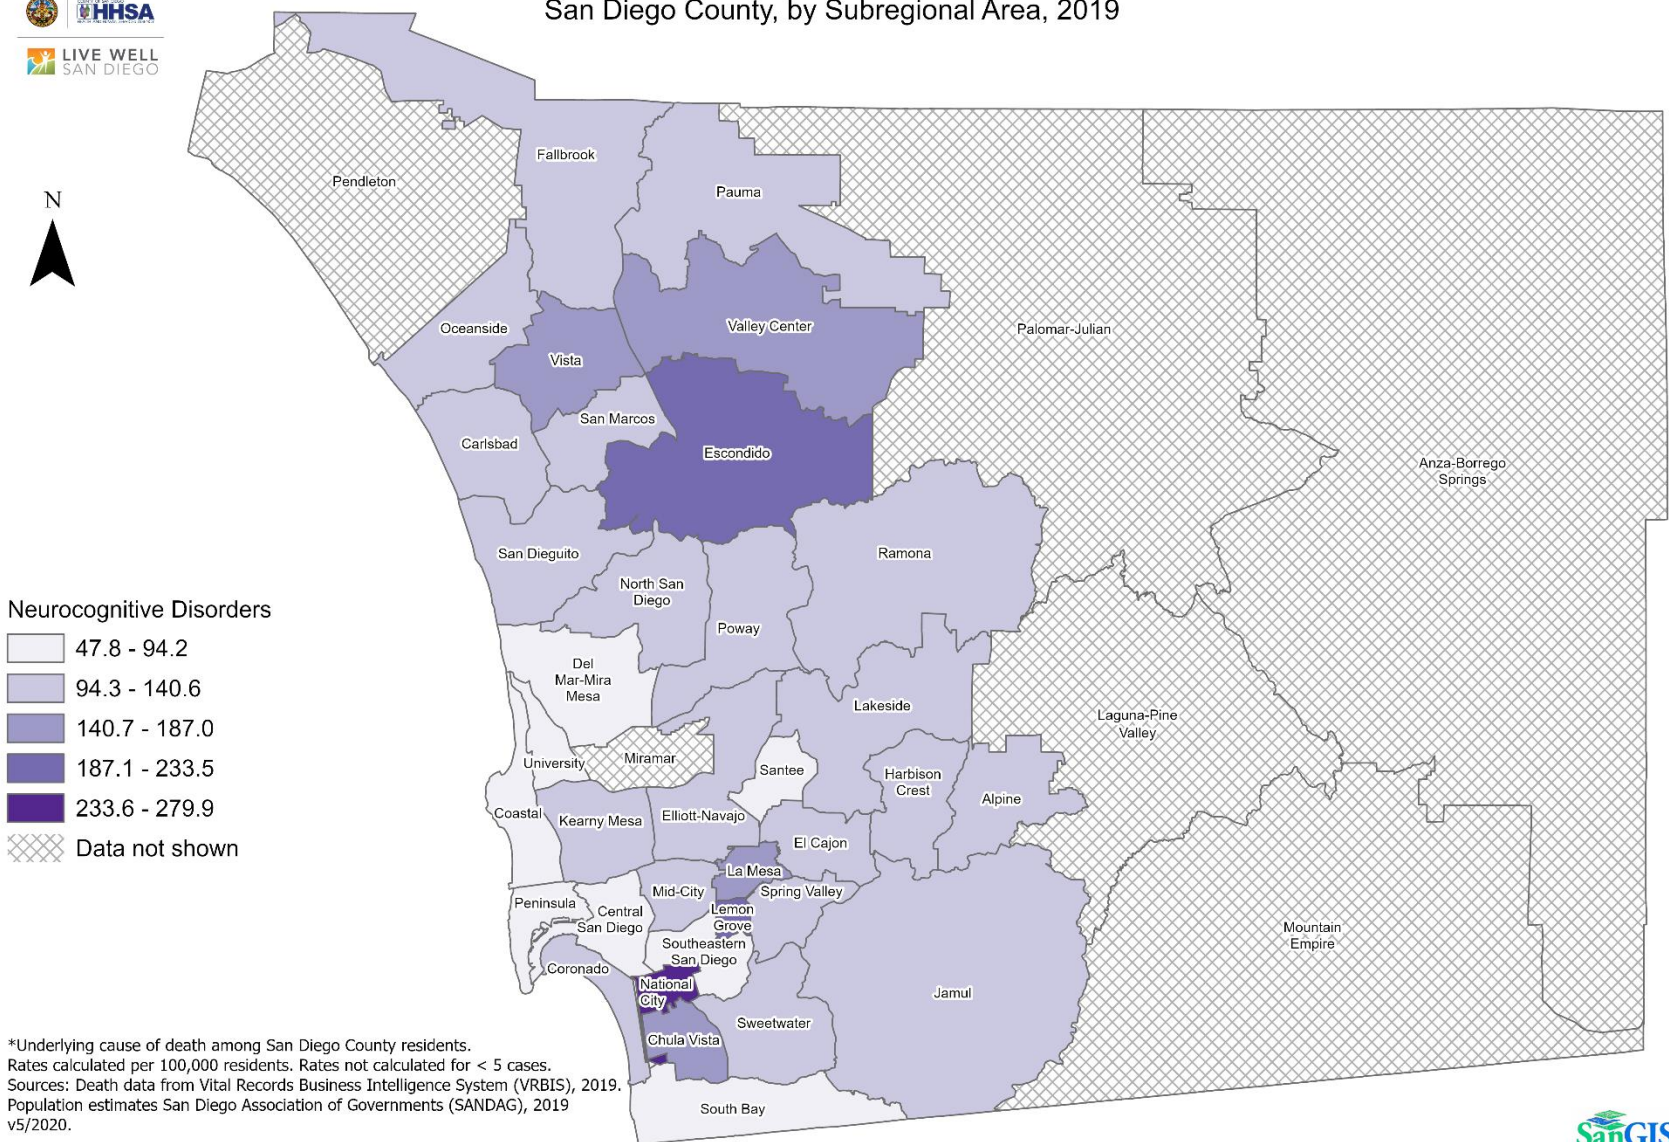 HHSA
LIVE WELL
SAN DIEGO
San Diego County, by Subregional Area, 2019
N
Pendleton
Fallbrook
Pauma
Oceanside
Vista
Valley Center
Palomar-Julian
San Marcos
Carlsbad
Escondido
Anza-Borrego
Springs
San Dieguito
North San
Diego
Ramona
Poway
Del
Mar-Mira
Mesa
Lakeside
Laguna-Pine
Valley
University
Miramar
Santee
Harbison
Crest
Alpine
Coastal
Kearny Mesa
Elliott-Navajo
El Cajon
La Mesa
Mid-City
Spring Valley
Peninsula
Central
San Diego
Lemon
Grove
Southeastern
San Diego
Mountain
Empire
Coronado
National
City
Jamul
Sweetwater
Chula Vista
South Bay
Neurocognitive Disorders
47.8 - 94.2
94.3 - 140.6
140.7 - 187.0
187.1 - 233.5
233.6 - 279.9
Data not shown
*Underlying cause of death among San Diego County residents.
Rates calculated per 100,000 residents. Rates not calculated for < 5 cases.
Sources: Death data from Vital Records Business Intelligence System (VRBIS), 2019.
Population estimates San Diego Association of Governments (SANDAG), 2019
v5/2020.
SanGIS